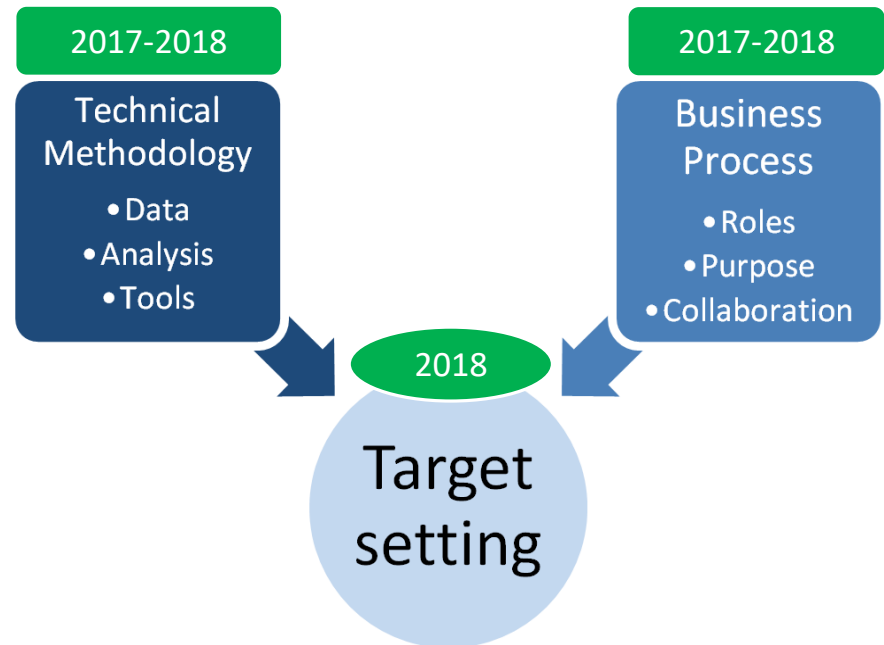 2017-2018
Technical
Methodology
•Data
•Analysis
•Tools
2017-2018
Business
Process
•Roles
•Purpose
•Collaboration
2018
Target
setting